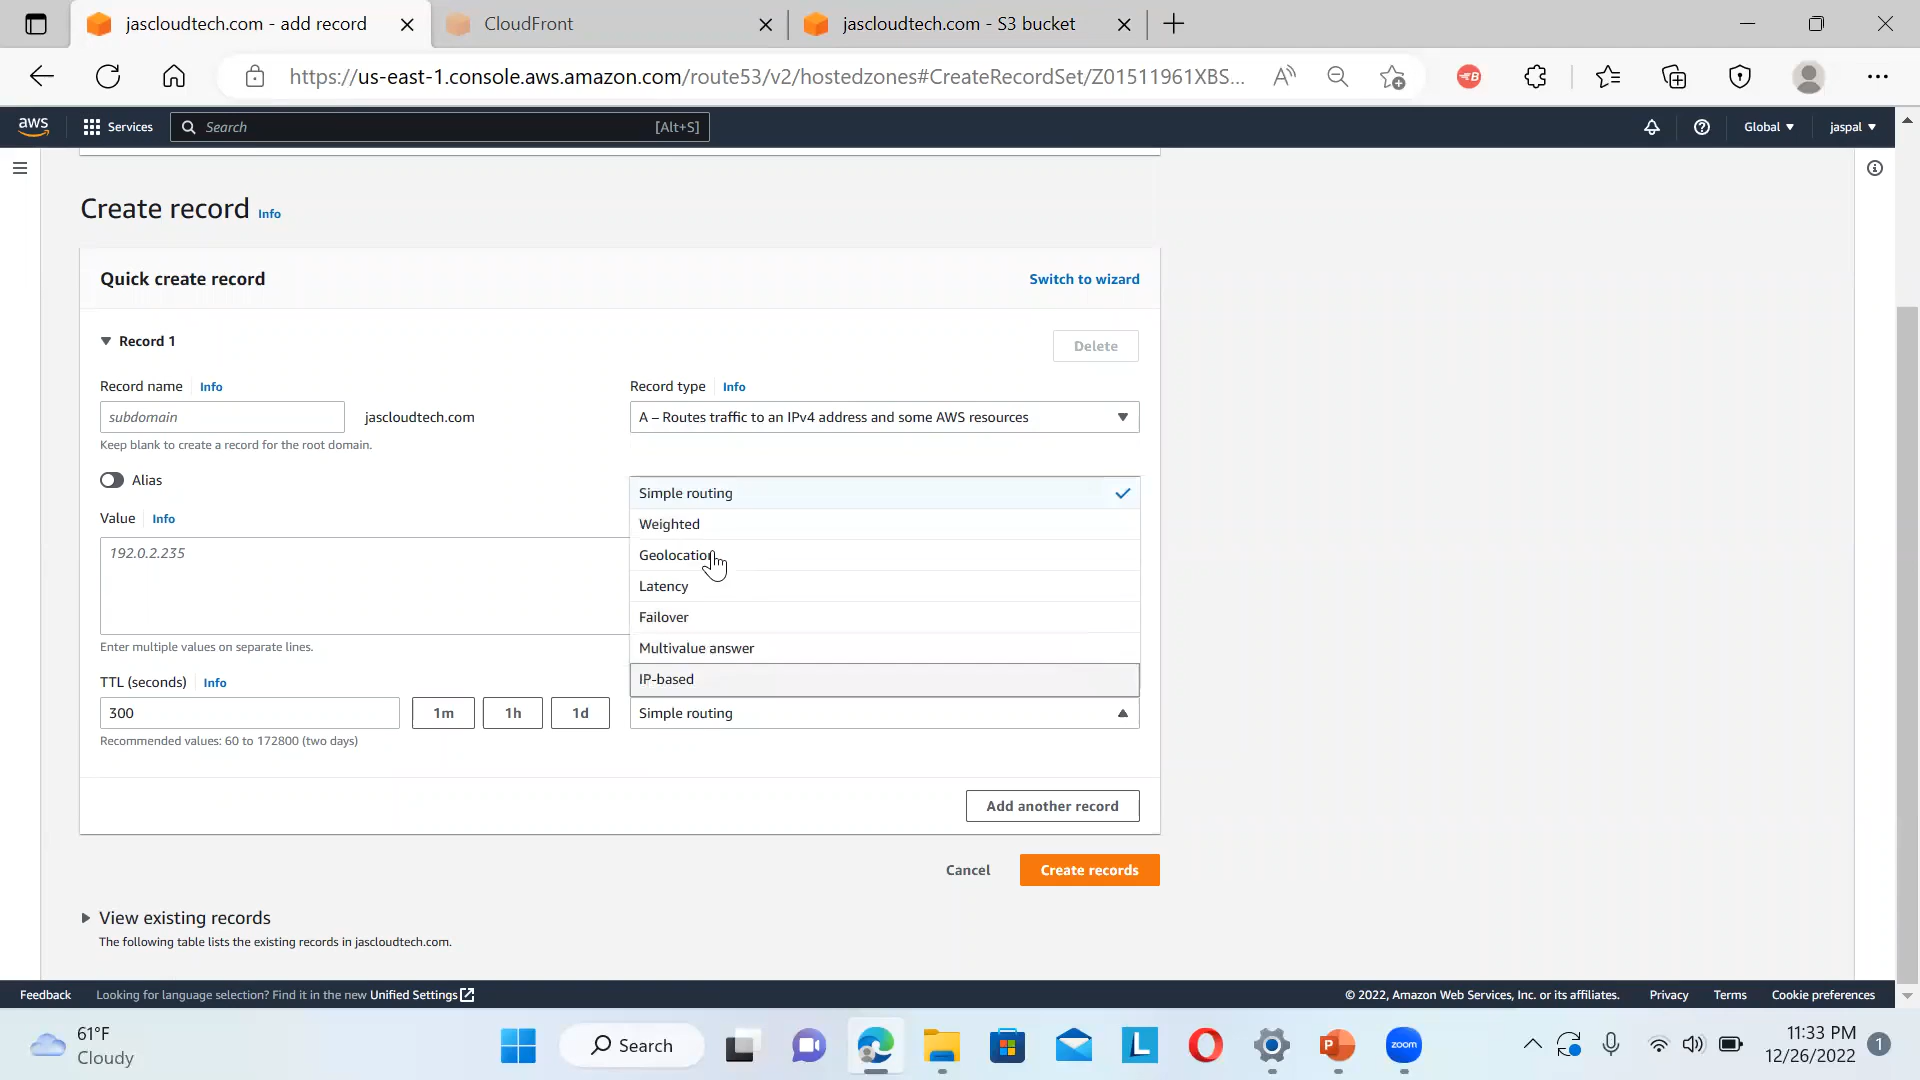 jascloudtech.com - add record
CloudFront
jascloudtech.com - S3 bucket
https://us-east-1.console.aws.amazon.com/route53/v2/hostedzones#CreateRecordSet/Z01511961XBS...
aws
Services
Search
[Alt+S]
Global
jaspal
Create record
Info
Quick create record
Switch to wizard
Record 1
Delete
Record name
Info
Record type
Info
subdomain
jascloudtech.com
A – Routes traffic to an IPv4 address and some AWS resources
Keep blank to create a record for the root domain.
Alias
Simple routing
Weighted
Value
Info
192.0.2.235
Geolocation
Latency
Failover
Multivalue answer
Enter multiple values on separate lines.
IP-based
TTL (seconds)
Info
300
1m
1h
1d
Simple routing
Recommended values: 60 to 172800 (two days)
Add another record
Cancel
Create records
View existing records
The following table lists the existing records in jascloudtech.com.
Feedback
Looking for language selection? Find it in the new Unified Settings
© 2022, Amazon Web Services, Inc. or its affiliates.
Privacy
Terms
Cookie preferences
61°F
Cloudy
Search
L
P
zoom
11:33 PM
12/26/2022
1